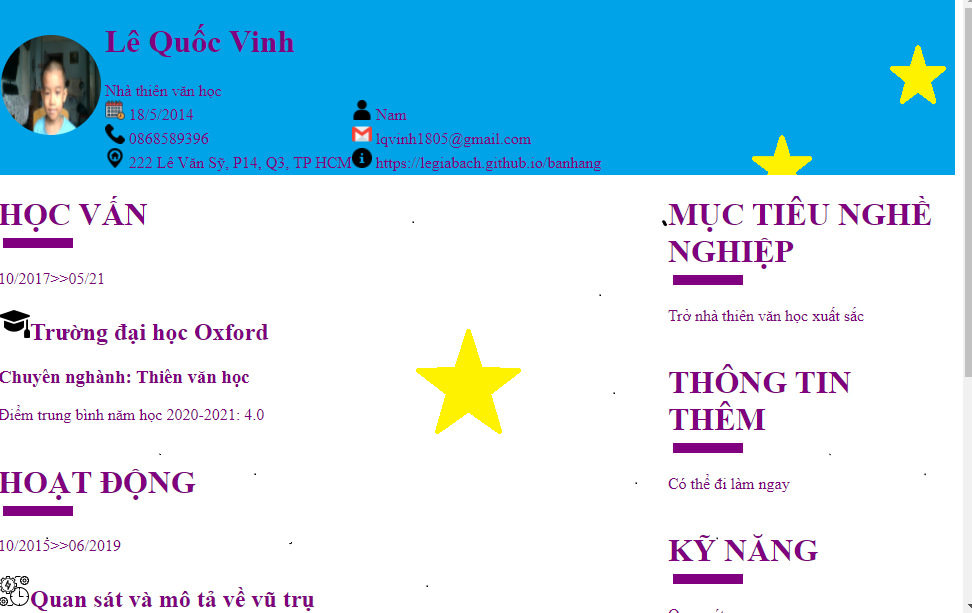 Lê Quốc Vinh
Nhà thiên văn học
18/5/2014 Nam
0868589396 lqvinh1805@gmail.com
222 Lê Văn Sỹ, P14, Q3, TP HCM https://legiabach.github.io/banhang
HỌC VẤN
10/2017>>05/21
Trường đại học Oxford
Chuyên nghành: Thiên văn học
Điểm trung bình năm học 2020-2021: 4.0
HOẠT ĐỘNG
10/2015>>06/2019
Quan sát và mô tả về vũ trụ
MỤC TIÊU NGHỀ
NGHIỆP
Trở nhà thiên văn học xuất sắc
THÔNG TIN
THÊM
Có thể đi làm ngay
KỸ NĂNG